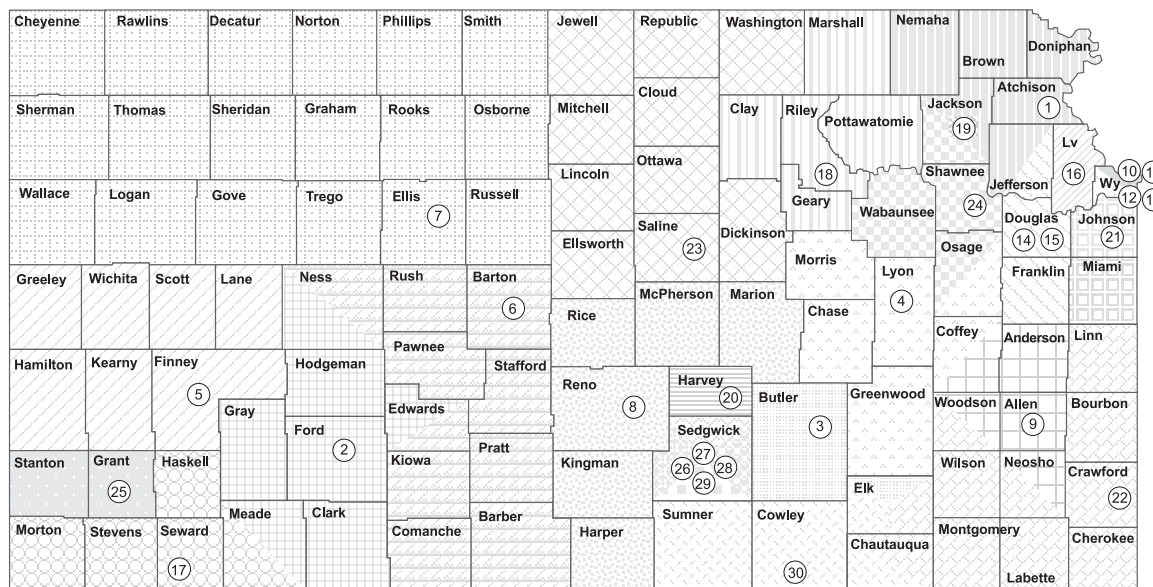 Cheyenne Rawlins Decatur Norton Phillips Smith Jewell Republic Washington Marshall Nemaha Brown Doniphan
Sherman Thomas Sheridan Graham Rooks Osborne Mitchell Cloud Clay Riley Pottawatomie Jackson Atchison
19 1
Wallace Logan Gove Trego Ellis Russell Lincoln Ottawa Geary Wabaunsee Shawnee Jefferson Lv Wy
7 18 24 16 10 12
Ellsworth Saline Dickinson Morris Osage Douglas Johnson
23 14 15 21
Greeley Wichita Scott Lane Ness Rush Barton Rice McPherson Marion Chase Lyon Franklin Miami
6 4
Hamilton Kearny Finney Hodgeman Pawnee Stafford Coffey Anderson Linn
5
Gray Ford Edwards Reno Harvey Butler Greenwood Woodson Allen Bourbon
2 8 20 3 9
Stanton Grant Haskell Kiowa Pratt Kingman Sedgwick Elk Wilson Neosho Crawford
25 27 26 28 29 22
Morton Stevens Seward Meade Clark Comanche Barber Harper Sumner Cowley Chautauqua Montgomery Labette Cherokee
17 30